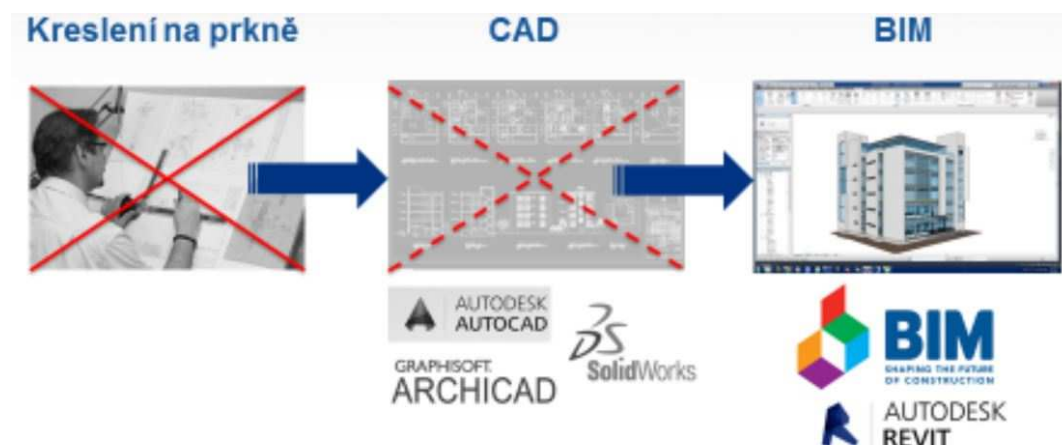 Kreslení na prkně
CAD
BIM
AUTODESK
AUTOCAD
GRAPHISOFT.
ARCHICAD
SolidWorks
BIM
SHAPING THE FUTURE
OF CONSTRUCTION
AUTODESK
REVIT